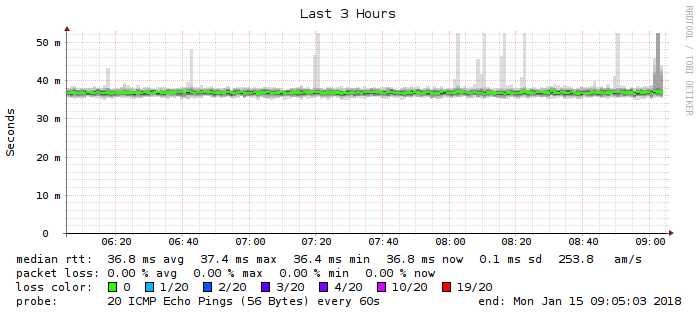 Last 3 Hours
RRDTOOL / TOBI OETIKER
Seconds
50 m
40 m
30 m
20 m
10 m
0
06:20 06:40 07:00 07:20 07:40 08:00 08:20 08:40 09:00
median rtt: 36.8 ms avg 37.4 ms max 36.4 ms min 36.8 ms now 0.1 ms sd 253.8 am/s
packet loss: 0.00 % avg 0.00 % max 0.00 % min 0.00 % now
loss color: 0 1/20 2/20 3/20 4/20 10/20 19/20
probe: 20 ICMP Echo Pings (56 Bytes) every 60s end: Mon Jan 15 09:05:03 2018